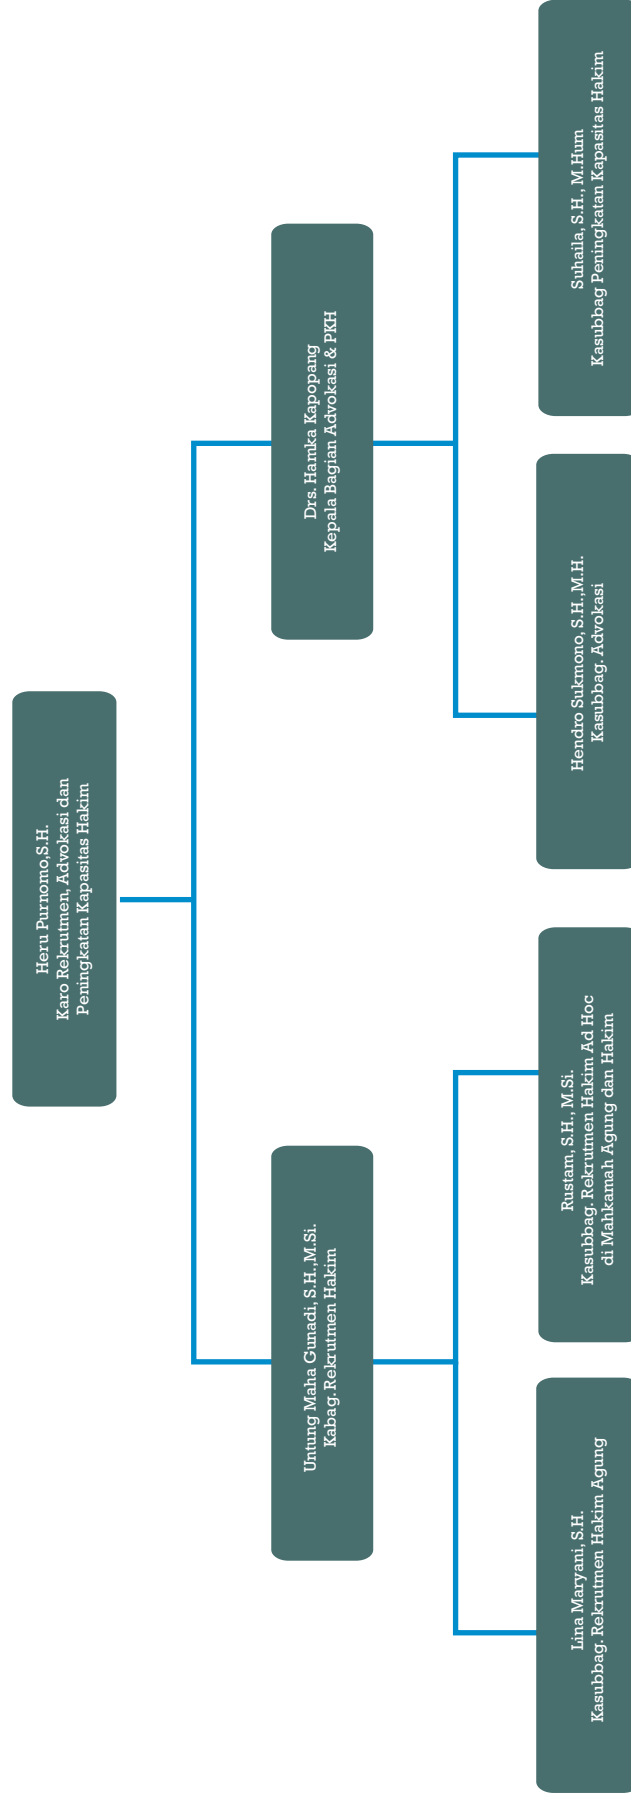 Heru Purnomo,S.H.
Karo Rekrutmen, Advokasi dan
Peningkatan Kapasitas Hakim
Untung Maha Gunadi, S.H.,M.Si.
Kabag. Rekrutmen Hakim
Drs. Hamka Kapopang
Kepala Bagian Advokasi & PKH
Lina Maryani, S.H.
Kasubbag. Rekrutmen Hakim Agung
Rustam, S.H., M.Si.
Kasubbag. Rekrutmen Hakim Ad Hoc
di Mahkamah Agung dan Hakim
Hendro Sukmono, S.H.,M.H.
Kasubbag. Advokasi
Suhaila, S.H., M.Hum
Kasubbag Peningkatan Kapasitas Hakim